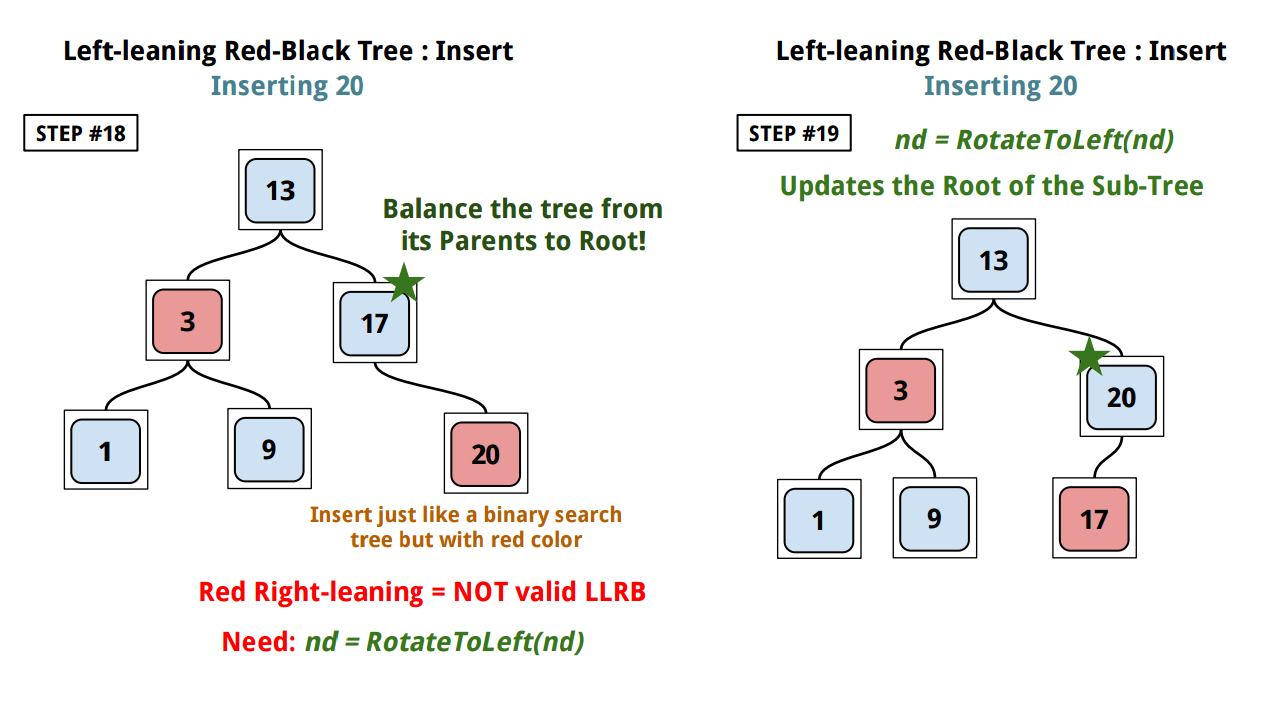 Left-leaning Red-Black Tree : Insert
Inserting 20
STEP #18
13
Balance the tree from
its Parents to Root!
3
17
1
9
20
Insert just like a binary search
tree but with red color
Red Right-leaning = NOT valid LLRB
Need: nd = RotateToLeft(nd)
Left-leaning Red-Black Tree : Insert
Inserting 20
STEP #19
nd = RotateToLeft(nd)
Updates the Root of the Sub-Tree
13
3
20
1
9
17